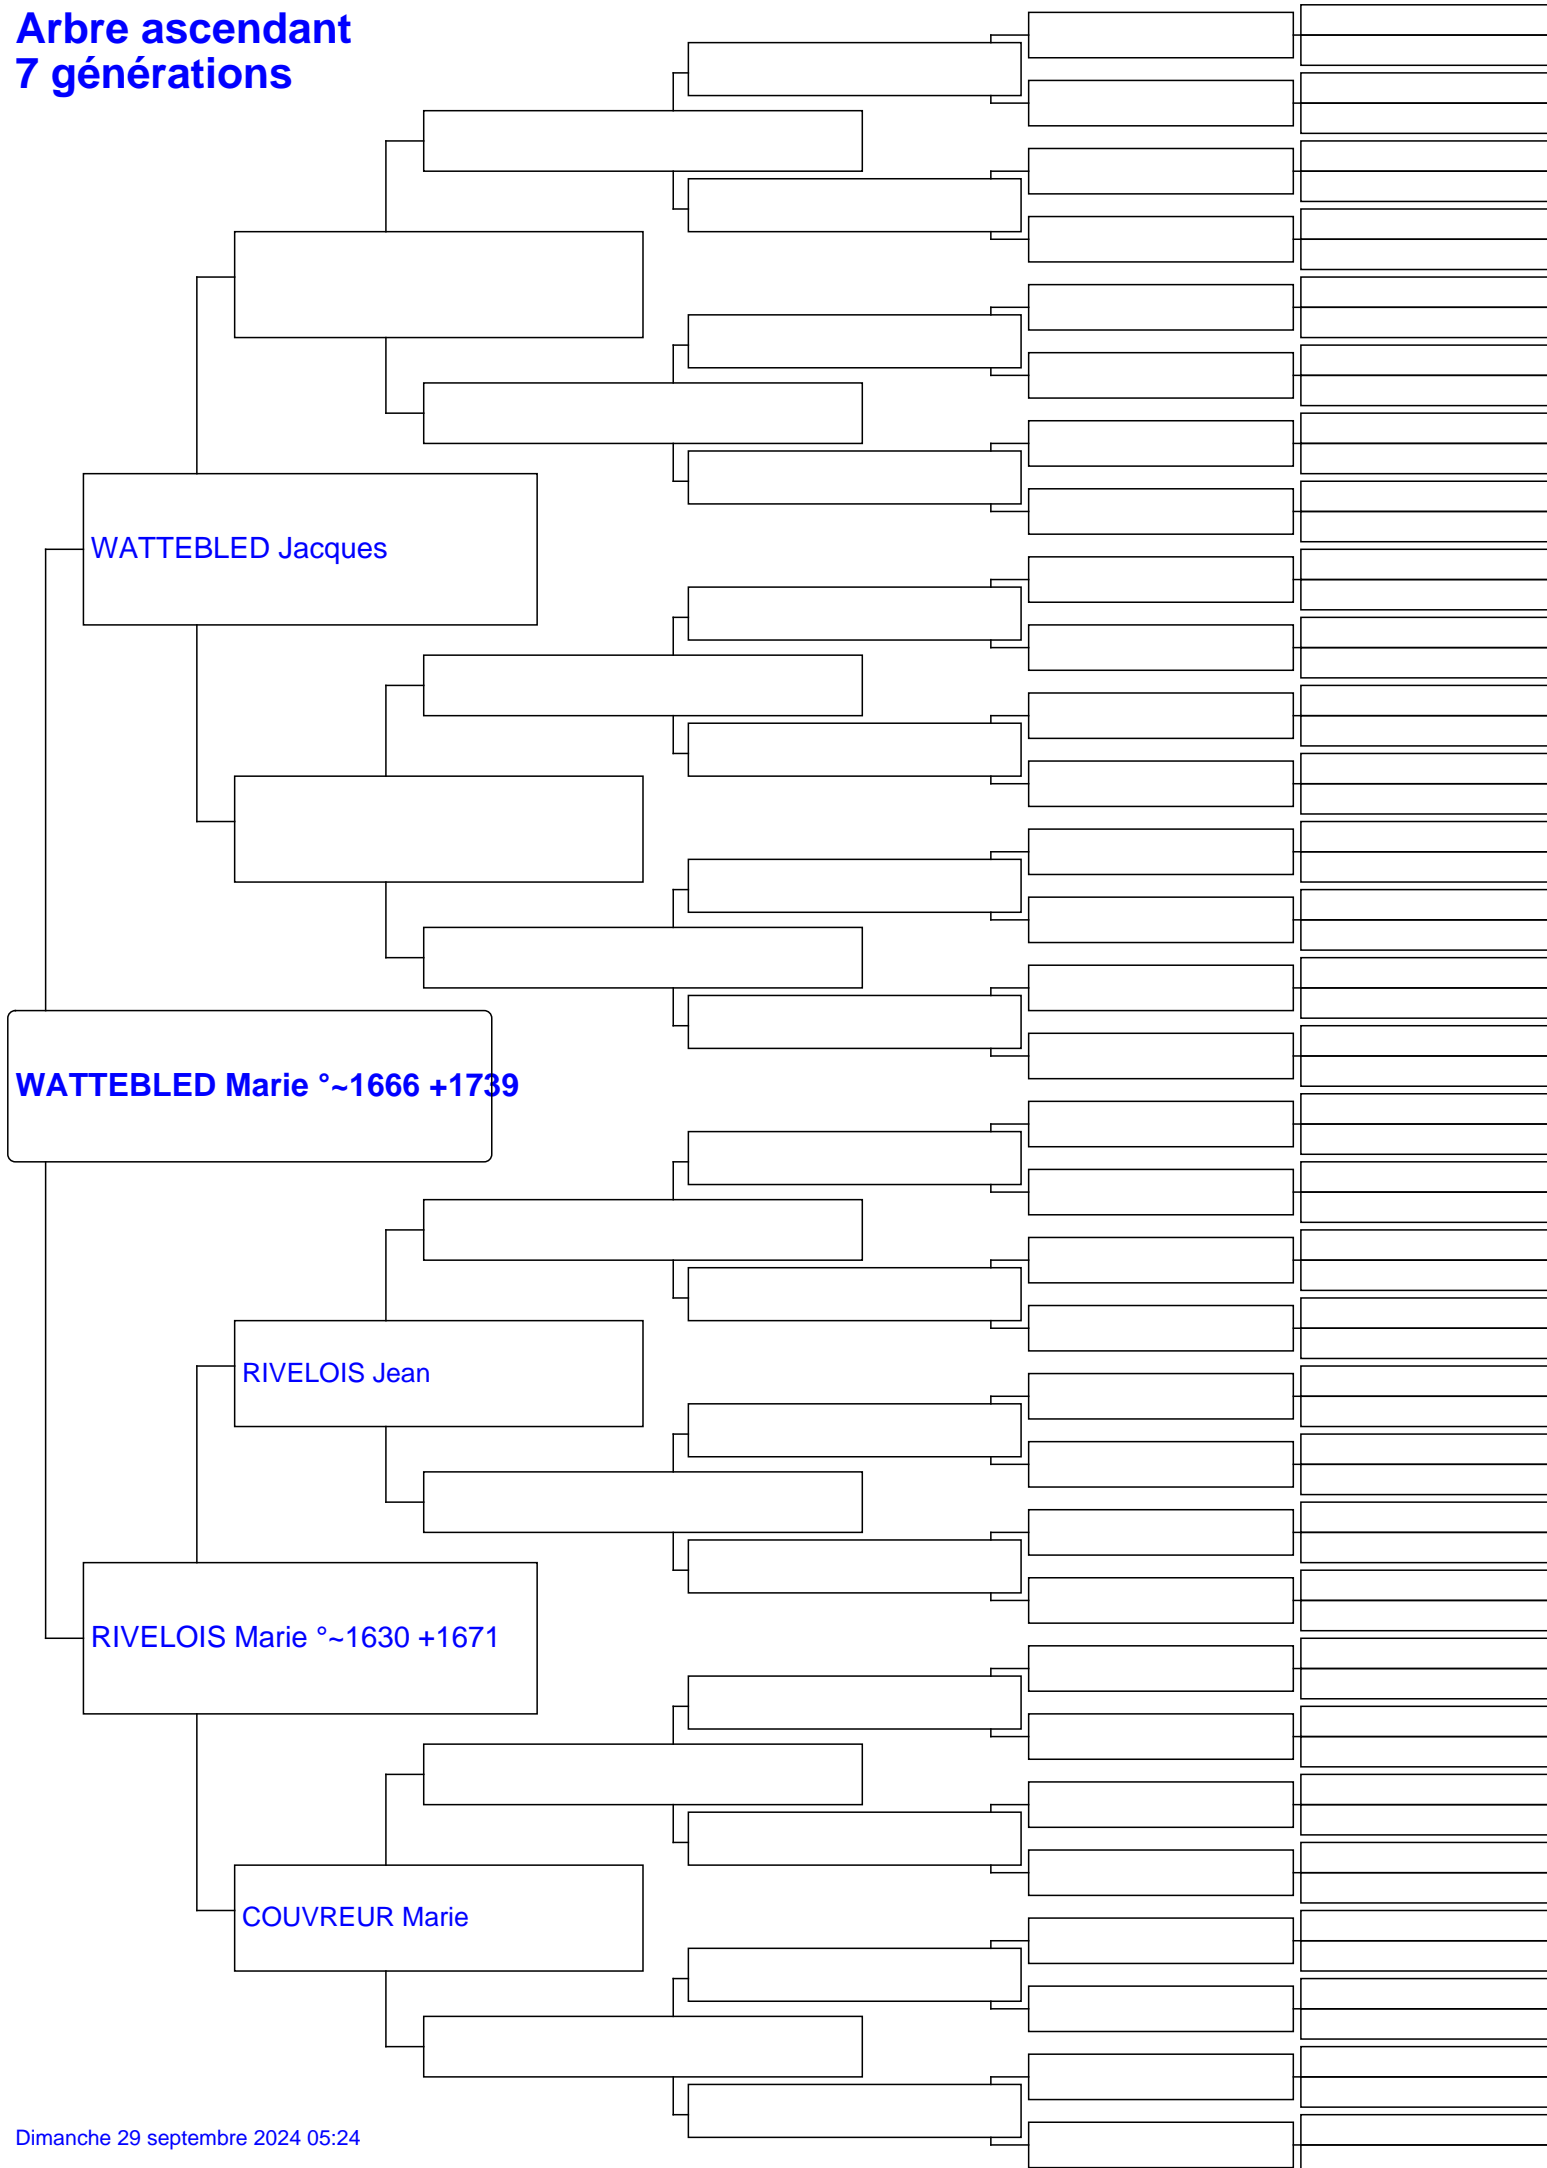 Arbre ascendant
7 générations
WATTEBLED Jacques
WATTEBLED Marie °~1666 +1739
RIVELOIS Jean
RIVELOIS Marie °~1630 +1671
COUVREUR Marie
Dimanche 29 septembre 2024 05:24